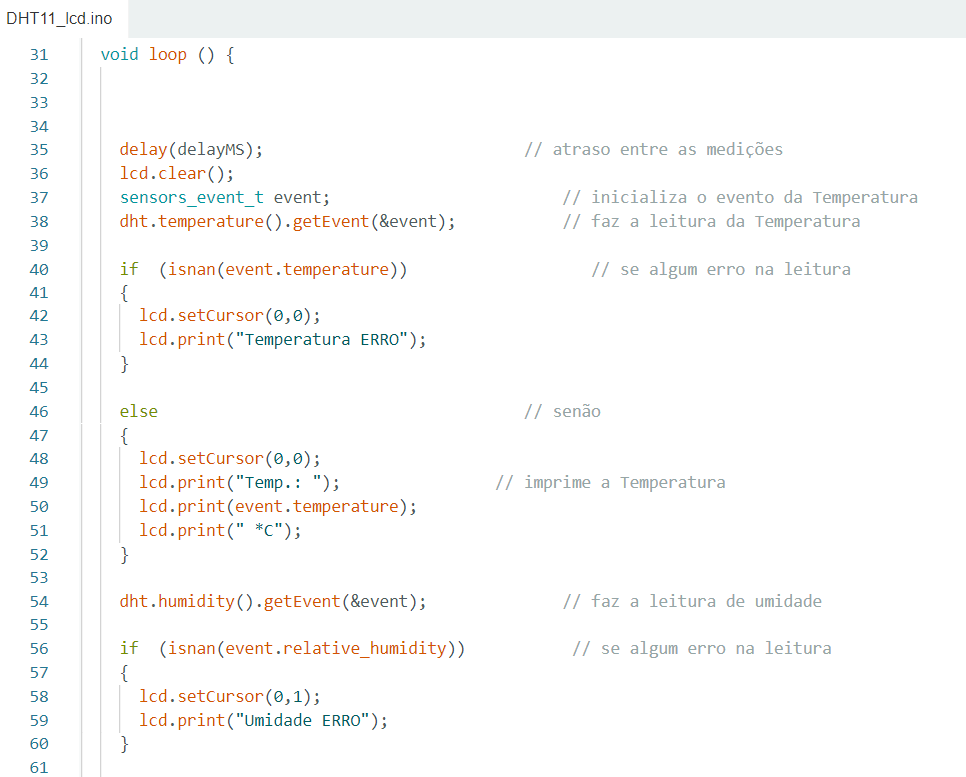 DHT11_lcd.ino
31 void loop () {
32
33
34
35 delay(delayMS); // atraso entre as medições
36 lcd.clear();
37 sensors_event_t event; // inicializa o evento da Temperatura
38 dht.temperature().getEvent(&event); // faz a leitura da Temperatura
39
40 if  (isnan(event.temperature)) // se algum erro na leitura
41 {
42 lcd.setCursor(0,0);
43 lcd.print("Temperatura ERRO");
44 }
45
46 else // senão
47 {
48 lcd.setCursor(0,0);
49 lcd.print("Temp.: "); // imprime a Temperatura
50 lcd.print(event.temperature);
51 lcd.print(" *C");
52 }
53
54 dht.humidity().getEvent(&event); // faz a leitura de umidade
55
56 if  (isnan(event.relative_humidity)) // se algum erro na leitura
57 {
58 lcd.setCursor(0,1);
59 lcd.print("Umidade ERRO");
60 }
61